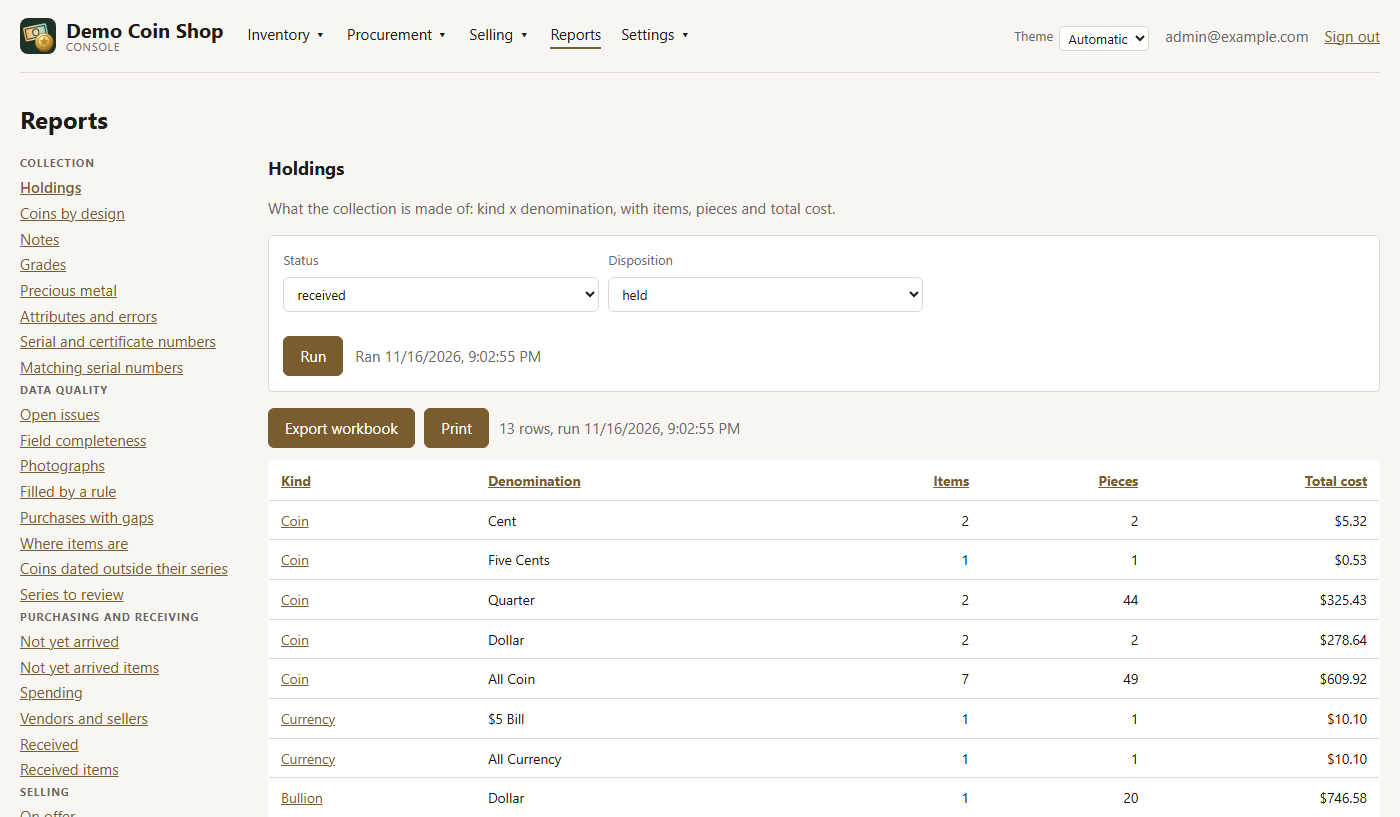 Demo Coin Shop
CONSOLE
Inventory ▼ Procurement ▼ Selling ▼ Reports Settings ▼
Theme Automatic admin@example.com Sign out
Reports
COLLECTION
Holdings
Coins by design
Notes
Grades
Precious metal
Attributes and errors
Serial and certificate numbers
Matching serial numbers
DATA QUALITY
Open issues
Field completeness
Photographs
Filled by a rule
Purchases with gaps
Where items are
Coins dated outside their series
Series to review
PURCHASING AND RECEIVING
Not yet arrived
Not yet arrived items
Spending
Vendors and sellers
Received
Received items
SELLING
On offer
Holdings
What the collection is made of: kind x denomination, with items, pieces and total cost.
Status Disposition
received held
Run Ran 11/16/2026, 9:02:55 PM
Export workbook Print 13 rows, run 11/16/2026, 9:02:55 PM
Kind Denomination Items Pieces Total cost
Coin Cent 2 2 $5.32
Coin Five Cents 1 1 $0.53
Coin Quarter 2 44 $325.43
Coin Dollar 2 2 $278.64
Coin All Coin 7 49 $609.92
Currency $5 Bill 1 1 $10.10
Currency All Currency 1 1 $10.10
Bullion Dollar 1 20 $746.58